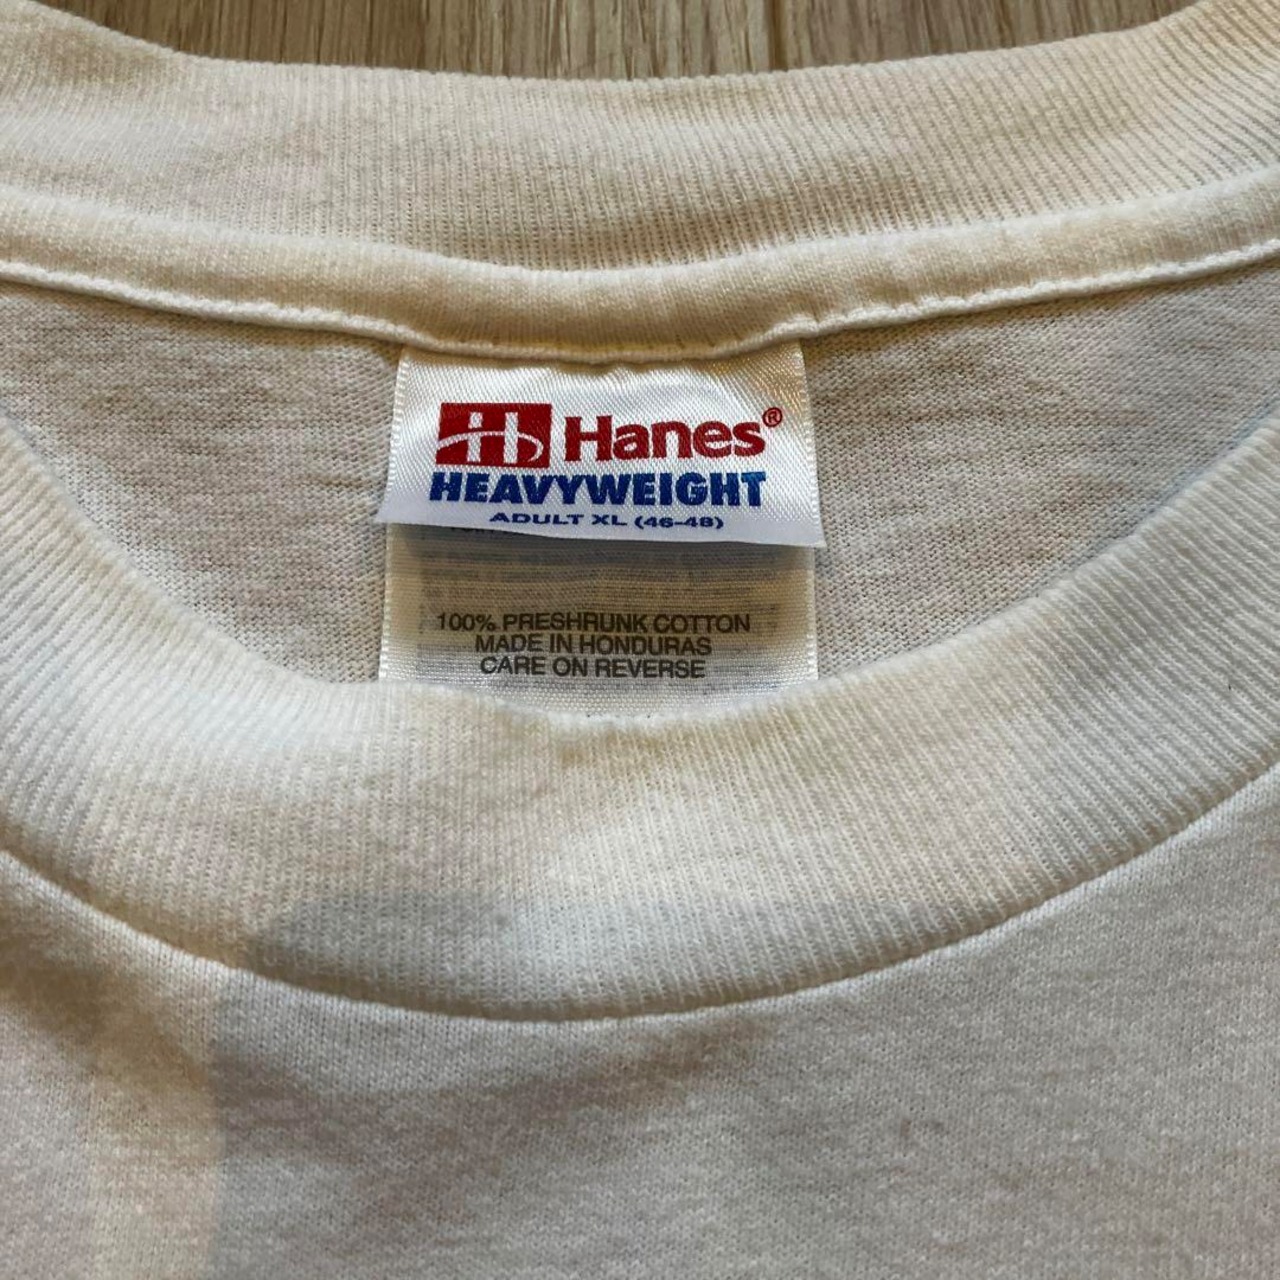 H Hanes®
HEAVYWEIGHT
ADULT XL (46-48)
100% PRESHRUNK COTTON
MADE IN HONDURAS
CARE ON REVERSE